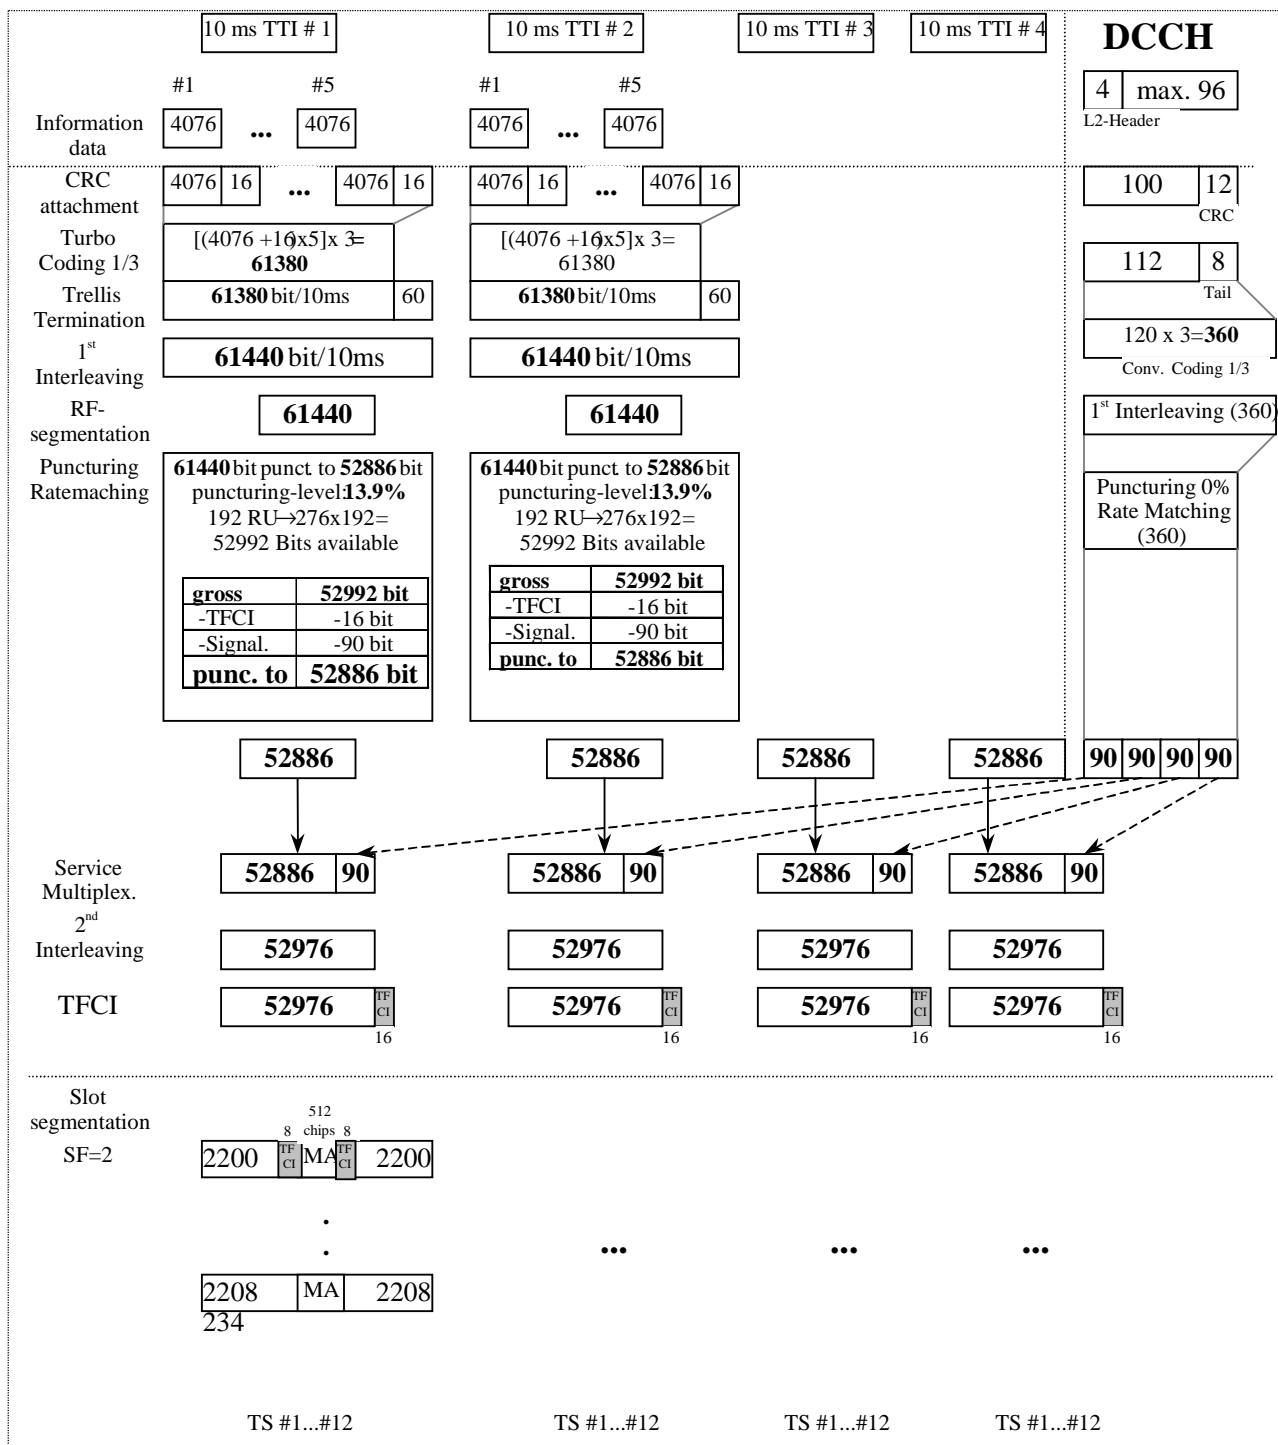 10 ms TTI # 1
10 ms TTI # 2
10 ms TTI # 3
10 ms TTI # 4
DCCH
#1 #5 #1 #5
4 max. 96
L2-Header
Information
data
4076 ... 4076
4076 ... 4076
CRC
attachment
4076 16 ... 4076 16
4076 16 ... 4076 16
100 12
CRC
Turbo
Coding 1/3
[(4076 +16)x5]x 3=
61380
[(4076 +16)x5]x 3=
61380
112 8
Tail
Trellis
Termination
61380 bit/10ms 60
61380 bit/10ms 60
120 x 3=360
Conv. Coding 1/3
1st
Interleaving
61440 bit/10ms
61440 bit/10ms
RF-
segmentation
61440
61440
1st Interleaving (360)
Puncturing
Ratemaching
61440 bit punct. to 52886 bit
puncturing-level:13.9%
192 RU→276x192=
52992 Bits available
gross 52992 bit
-TFCI -16 bit
-Signal. -90 bit
punc. to 52886 bit
61440 bit punct. to 52886 bit
puncturing-level:13.9%
192 RU→276x192=
52992 Bits available
gross 52992 bit
-TFCI -16 bit
-Signal. -90 bit
punc. to 52886 bit
Puncturing 0%
Rate Matching
(360)
52886 52886 52886 52886 90 90 90 90
Service
Multiplex.
52886 90 52886 90 52886 90 52886 90
2nd
Interleaving
52976 52976 52976 52976
TFCI
52976 TF CI 52976 TF CI 52976 TF CI 52976 TF CI
16 16 16 16
Slot
segmentation
SF=2
512
8 chips 8
2200 TF CI MA TF CI 2200
.
.
... ... ...
2208 MA 2208
234
TS #1...#12 TS #1...#12 TS #1...#12 TS #1...#12